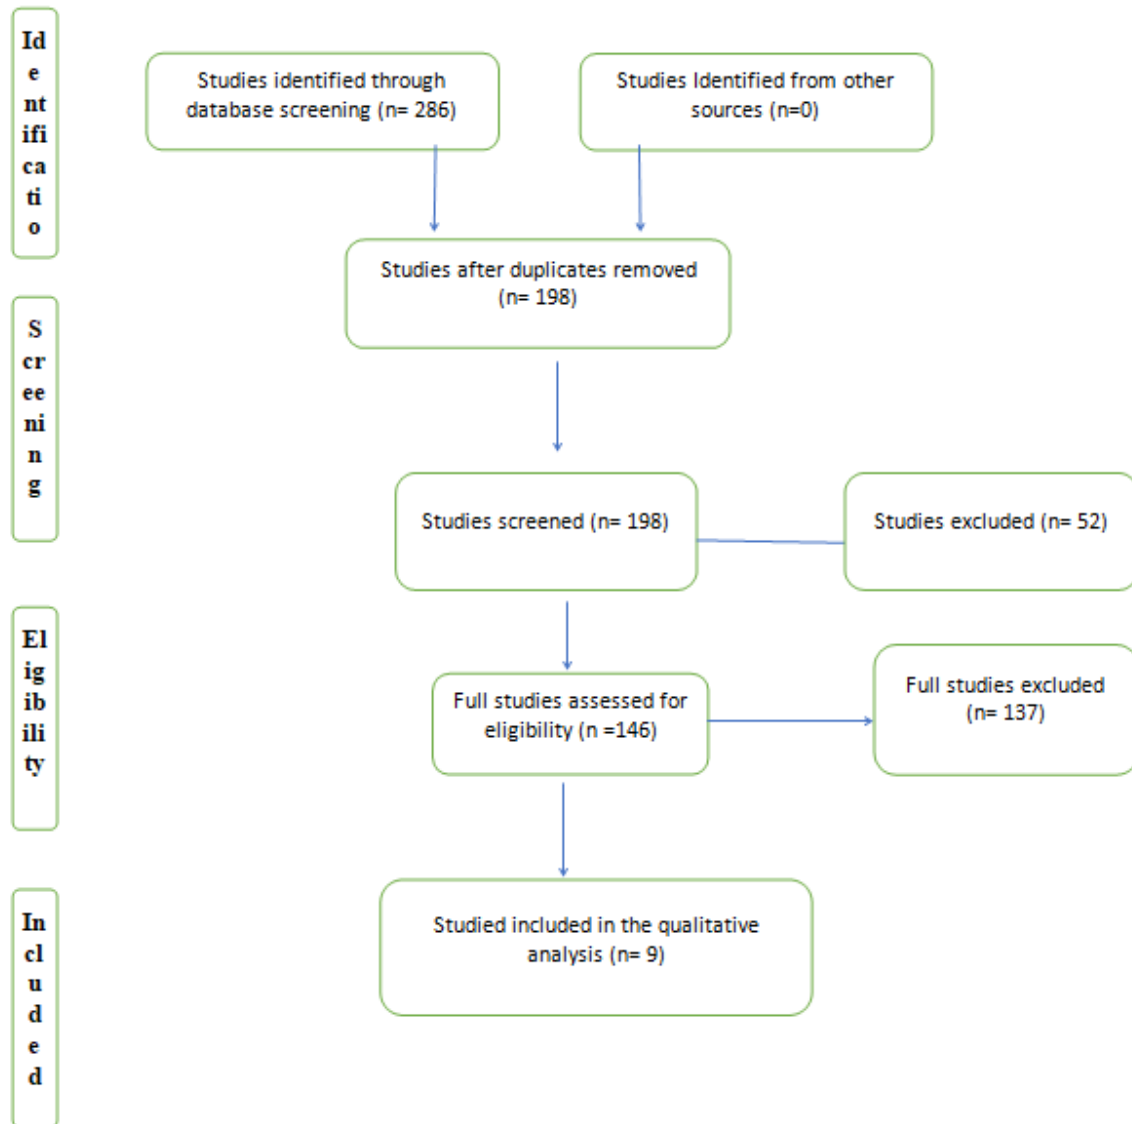 Id
e
nt
ifi
ca
ti
o
Studies identified through
database screening (n= 286)
Studies Identified from other
sources (n=0)
Studies after duplicates removed
(n= 198)
S
cr
ee
ni
n
g
Studies screened (n= 198)
Studies excluded (n= 52)
El
ig
ib
ili
ty
Full studies assessed for
eligibility (n =146)
Full studies excluded
(n= 137)
In
cl
u
d
e
d
Studied included in the qualitative
analysis (n= 9)